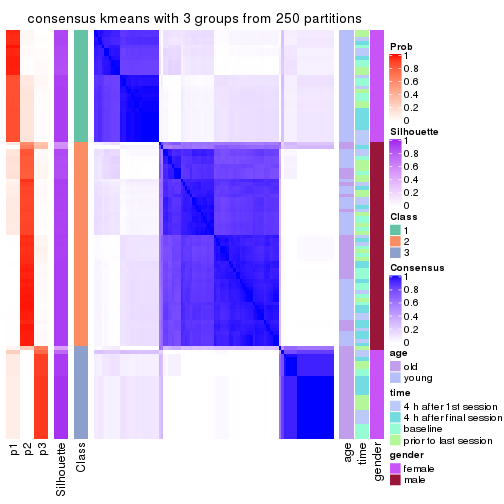 consensus kmeans with 3 groups from 250 partitions
p1
p2
p3
Silhouette
Class
age
time
gender
Prob
1
0.8
0.6
0.4
0.2
0
Silhouette
1
0.8
0.6
0.4
0.2
0
Class
1
2
3
Consensus
1
0.8
0.6
0.4
0.2
0
age
old
young
time
4 h after 1st session
4 h after final session
baseline
prior to last session
gender
female
male